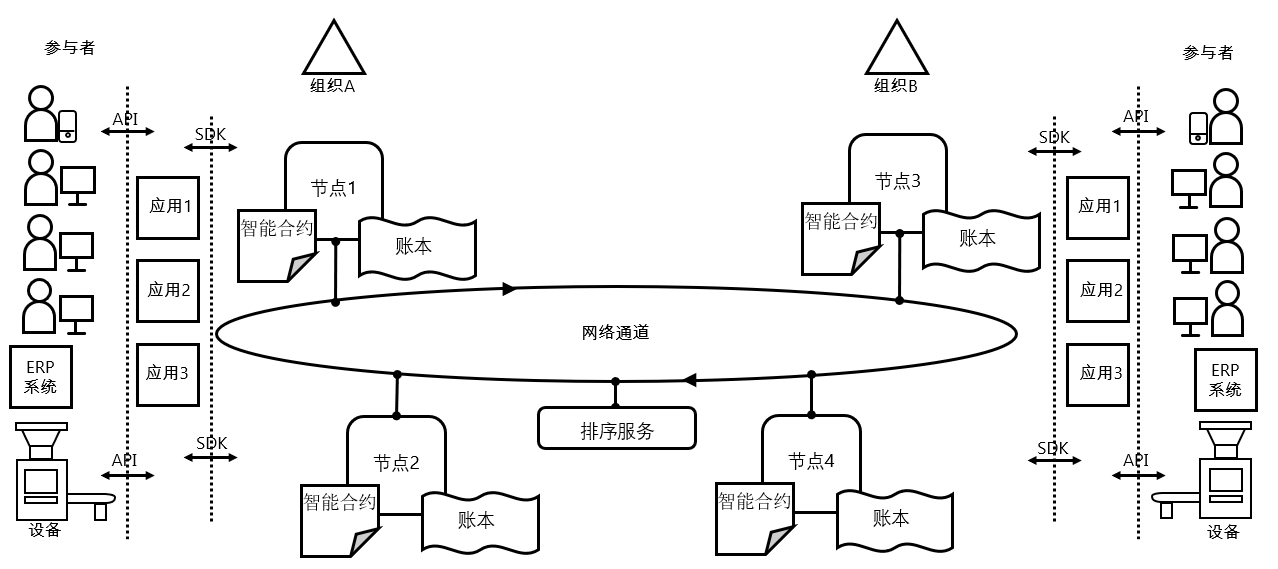 参与者
组织A
组织B
参与者
API
SDK
SDK
API
节点1
智能合约
账本
节点3
智能合约
账本
应用1
应用2
应用3
应用1
应用2
应用3
网络通道
ERP
系统
ERP
系统
排序服务
API
SDK
SDK
API
节点2
智能合约
账本
节点4
智能合约
账本
设备
设备